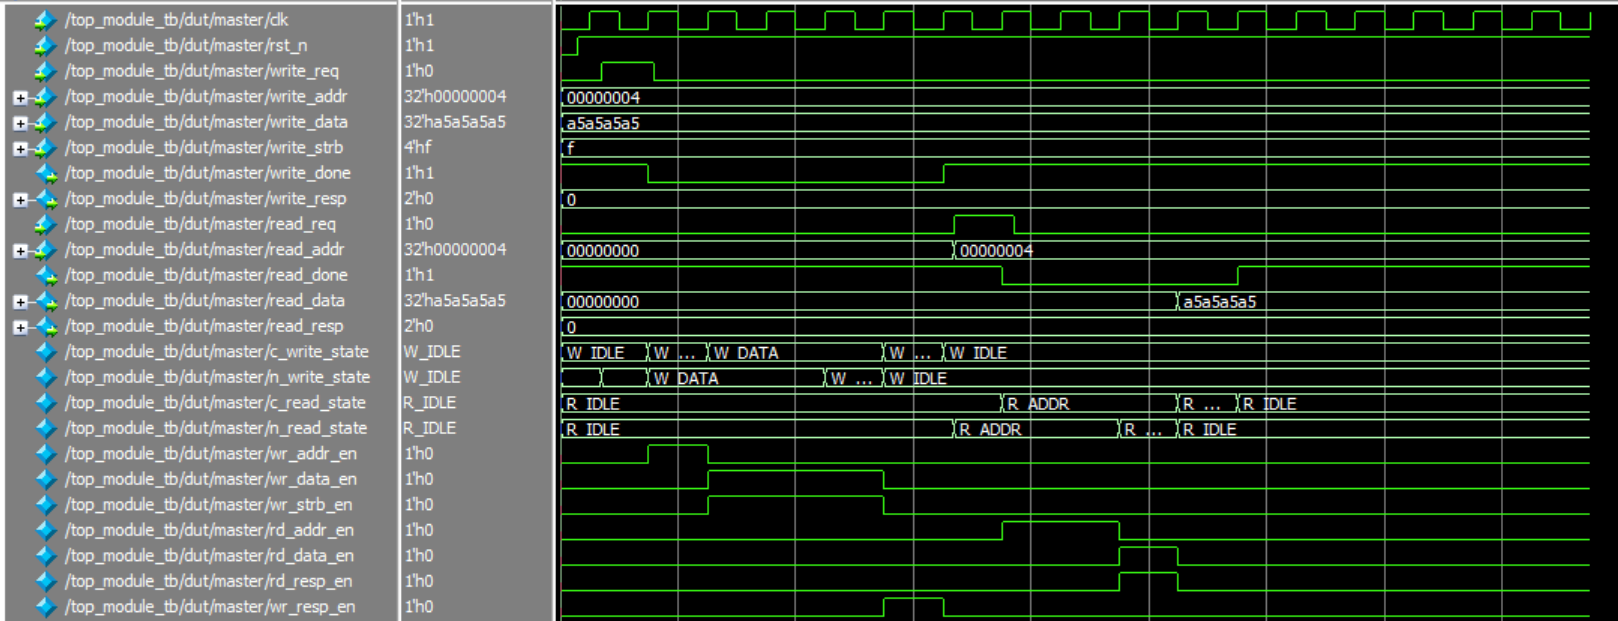 /top_module_tb/dut/master/clk 1'h1
/top_module_tb/dut/master/rst_n 1'h1
/top_module_tb/dut/master/write_req 1'h0
/top_module_tb/dut/master/write_addr 32'h00000004 00000004
/top_module_tb/dut/master/write_data 32'ha5a5a5a5 a5a5a5a5
/top_module_tb/dut/master/write_strb 4'hf f
/top_module_tb/dut/master/write_done 1'h1
/top_module_tb/dut/master/write_resp 2'h0 0
/top_module_tb/dut/master/read_req 1'h0
/top_module_tb/dut/master/read_addr 32'h00000004 00000000 00000004
/top_module_tb/dut/master/read_done 1'h1
/top_module_tb/dut/master/read_data 32'ha5a5a5a5 00000000 a5a5a5a5
/top_module_tb/dut/master/read_resp 2'h0 0
/top_module_tb/dut/master/c_write_state W_IDLE W_IDLE W ... W_DATA W ... W_IDLE
/top_module_tb/dut/master/n_write_state W_IDLE W_DATA W ... W_IDLE
/top_module_tb/dut/master/c_read_state R_IDLE R_IDLE R_ADDR R ... R_IDLE
/top_module_tb/dut/master/n_read_state R_IDLE R_IDLE R_ADDR R ... R_IDLE
/top_module_tb/dut/master/wr_addr_en 1'h0
/top_module_tb/dut/master/wr_data_en 1'h0
/top_module_tb/dut/master/wr_strb_en 1'h0
/top_module_tb/dut/master/rd_addr_en 1'h0
/top_module_tb/dut/master/rd_data_en 1'h0
/top_module_tb/dut/master/rd_resp_en 1'h0
/top_module_tb/dut/master/wr_resp_en 1'h0